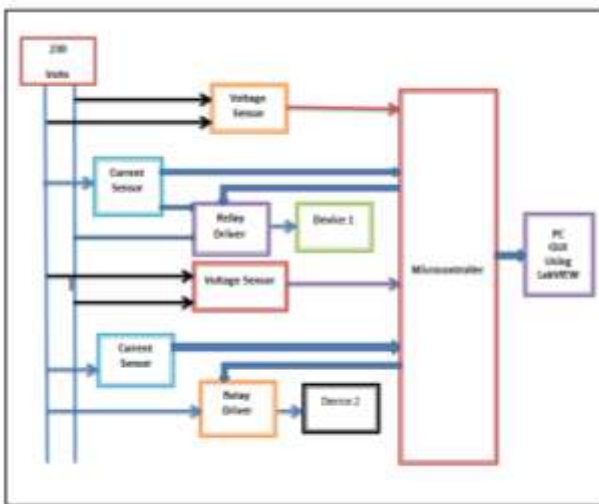 230
Volts
Voltage
Sensor
Current
Sensor
Relay
Driver
Device 1
Voltage Sensor
Microcontroller
PC
GUI
Using
LabVIEW
Current
Sensor
Relay
Driver
Device 2